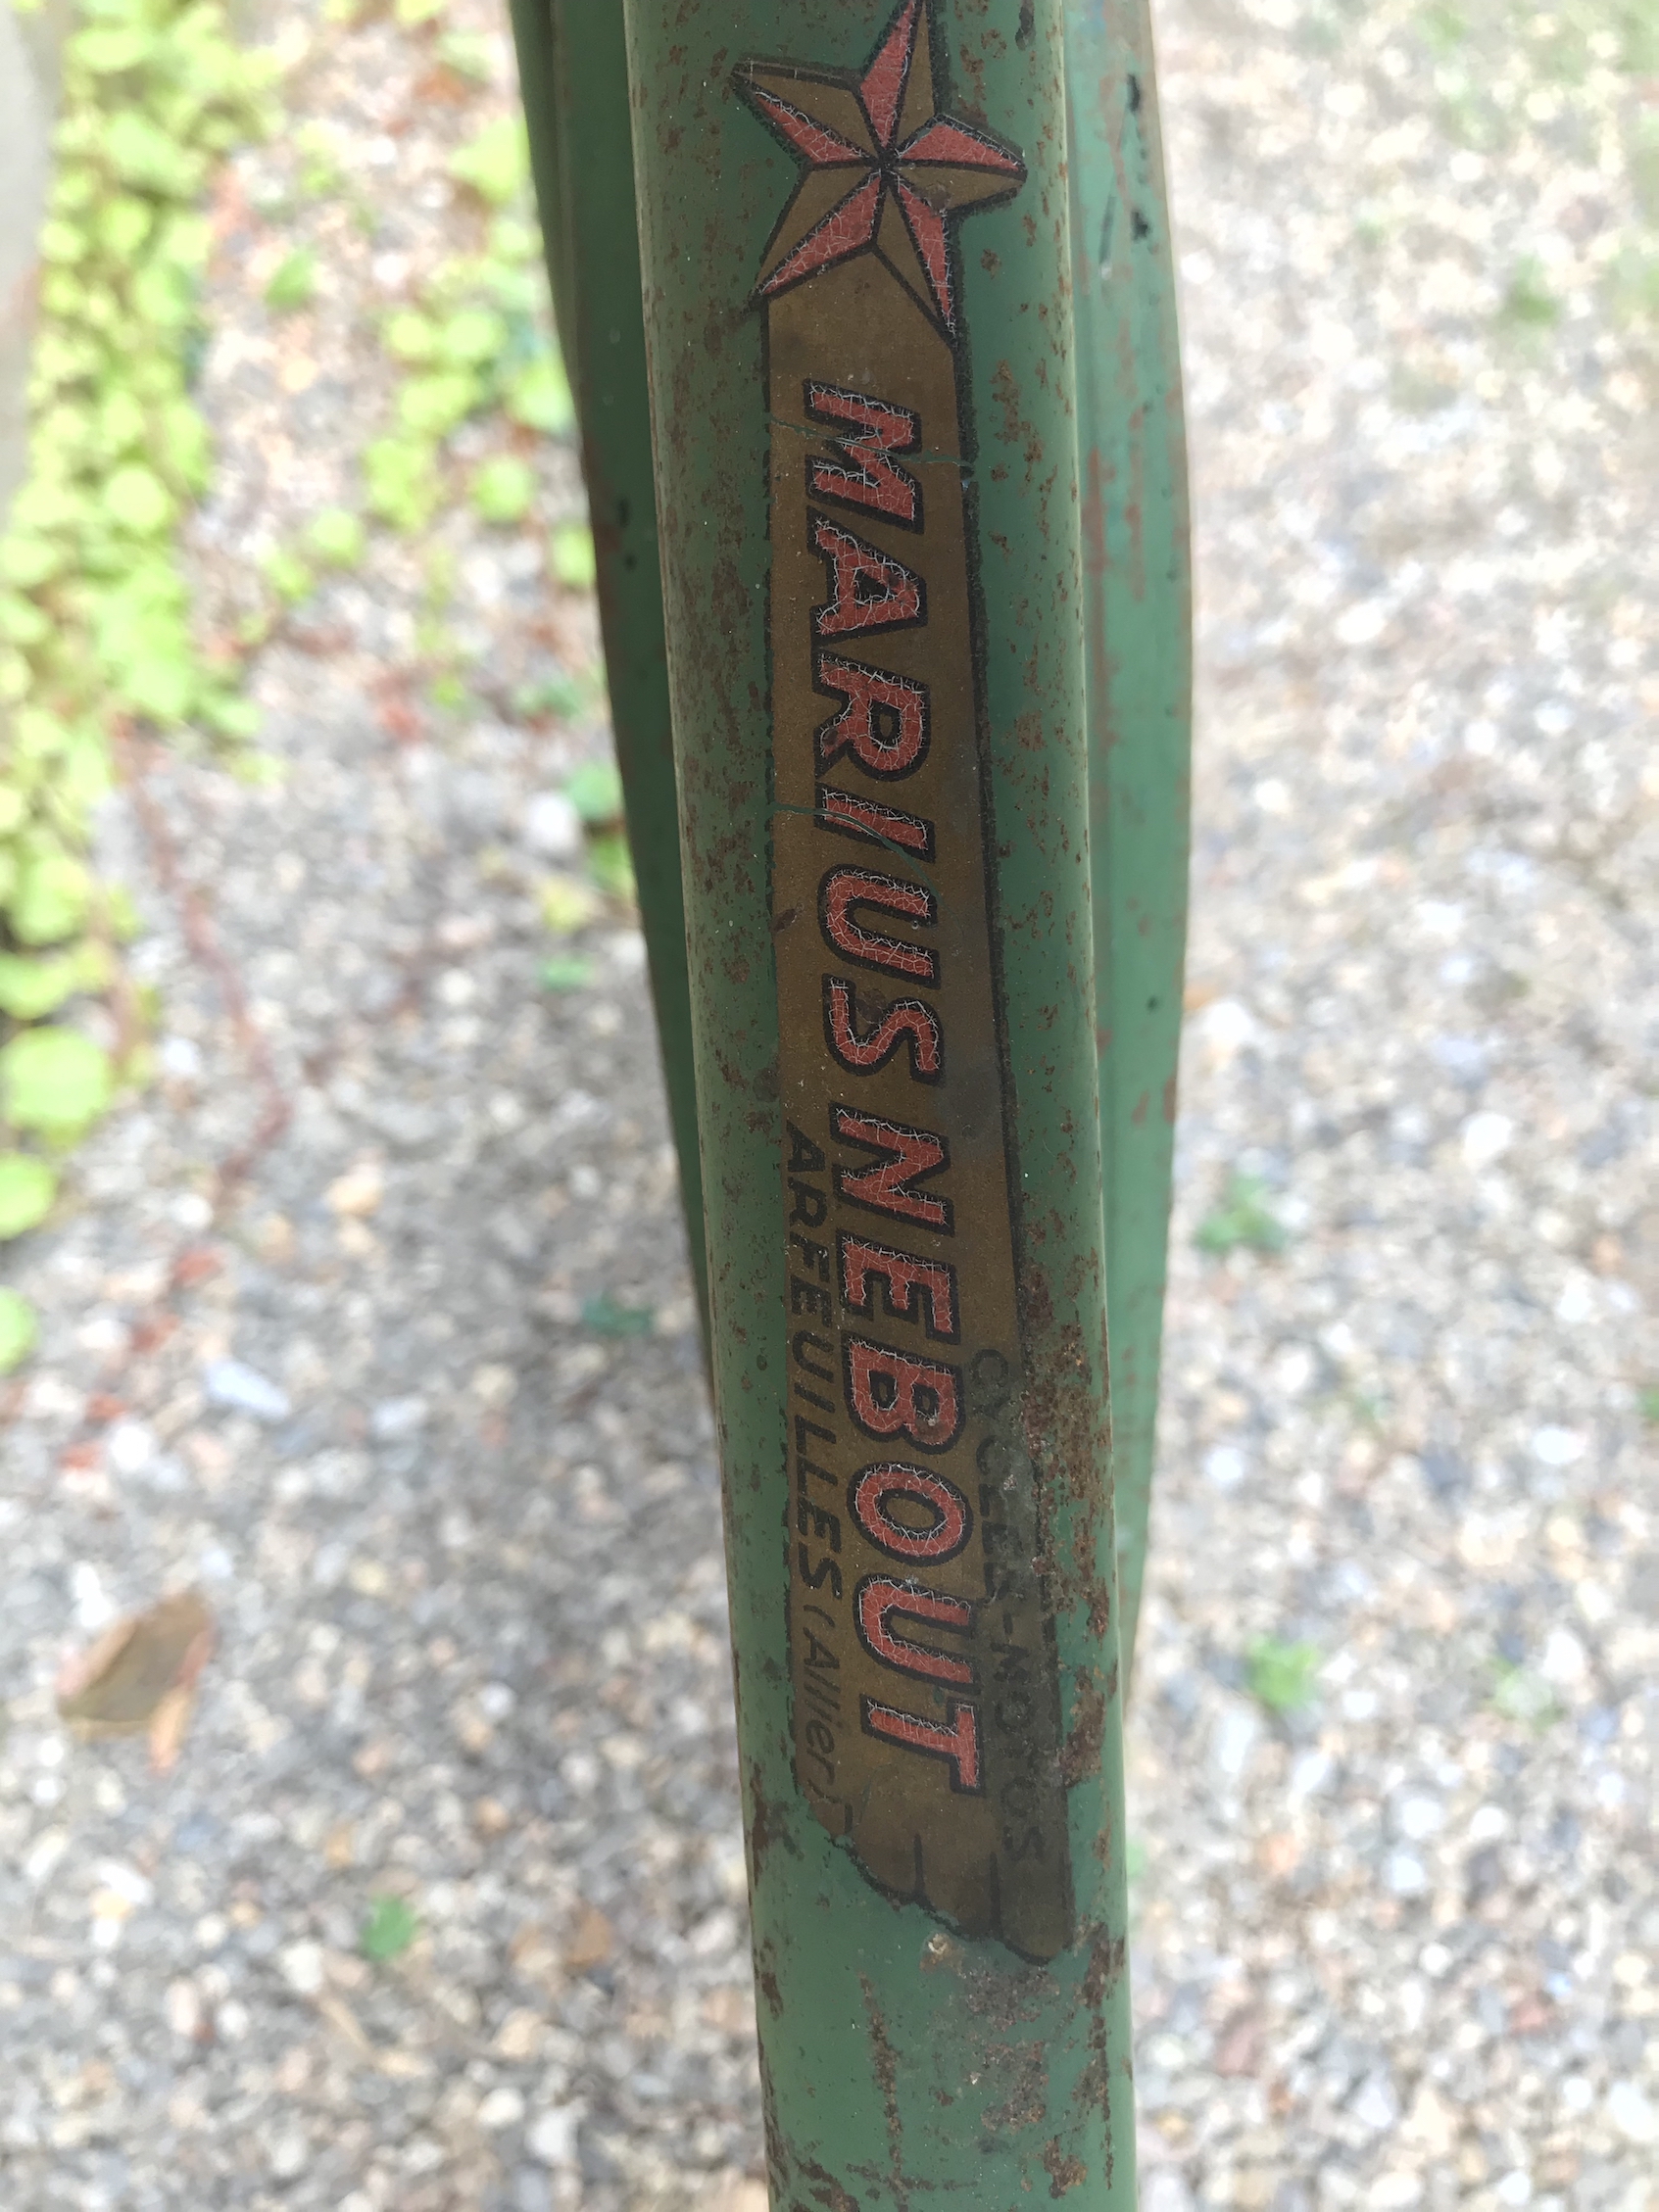 CYCLES-MOTOS
MARIUS NEBOUT
ARFEUILLES (Allier)